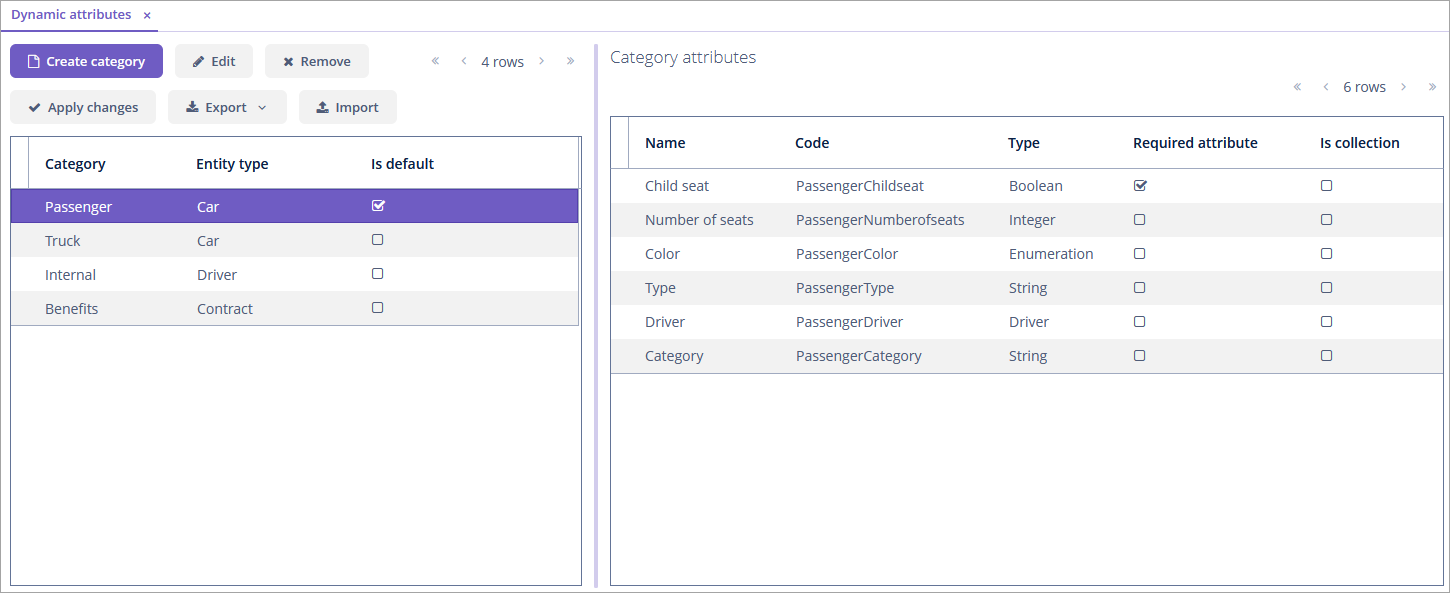 Dynamic attributes ×
Create category Edit Remove « ‹ 4 rows › »
Apply changes Export Import
Category Entity type Is default
Passenger Car
Truck Car
Internal Driver
Benefits Contract
Category attributes
« ‹ 6 rows › »
Name Code Type Required attribute Is collection
Child seat PassengerChildseat Boolean
Number of seats PassengerNumberofseats Integer
Color PassengerColor Enumeration
Type PassengerType String
Driver PassengerDriver Driver
Category PassengerCategory String